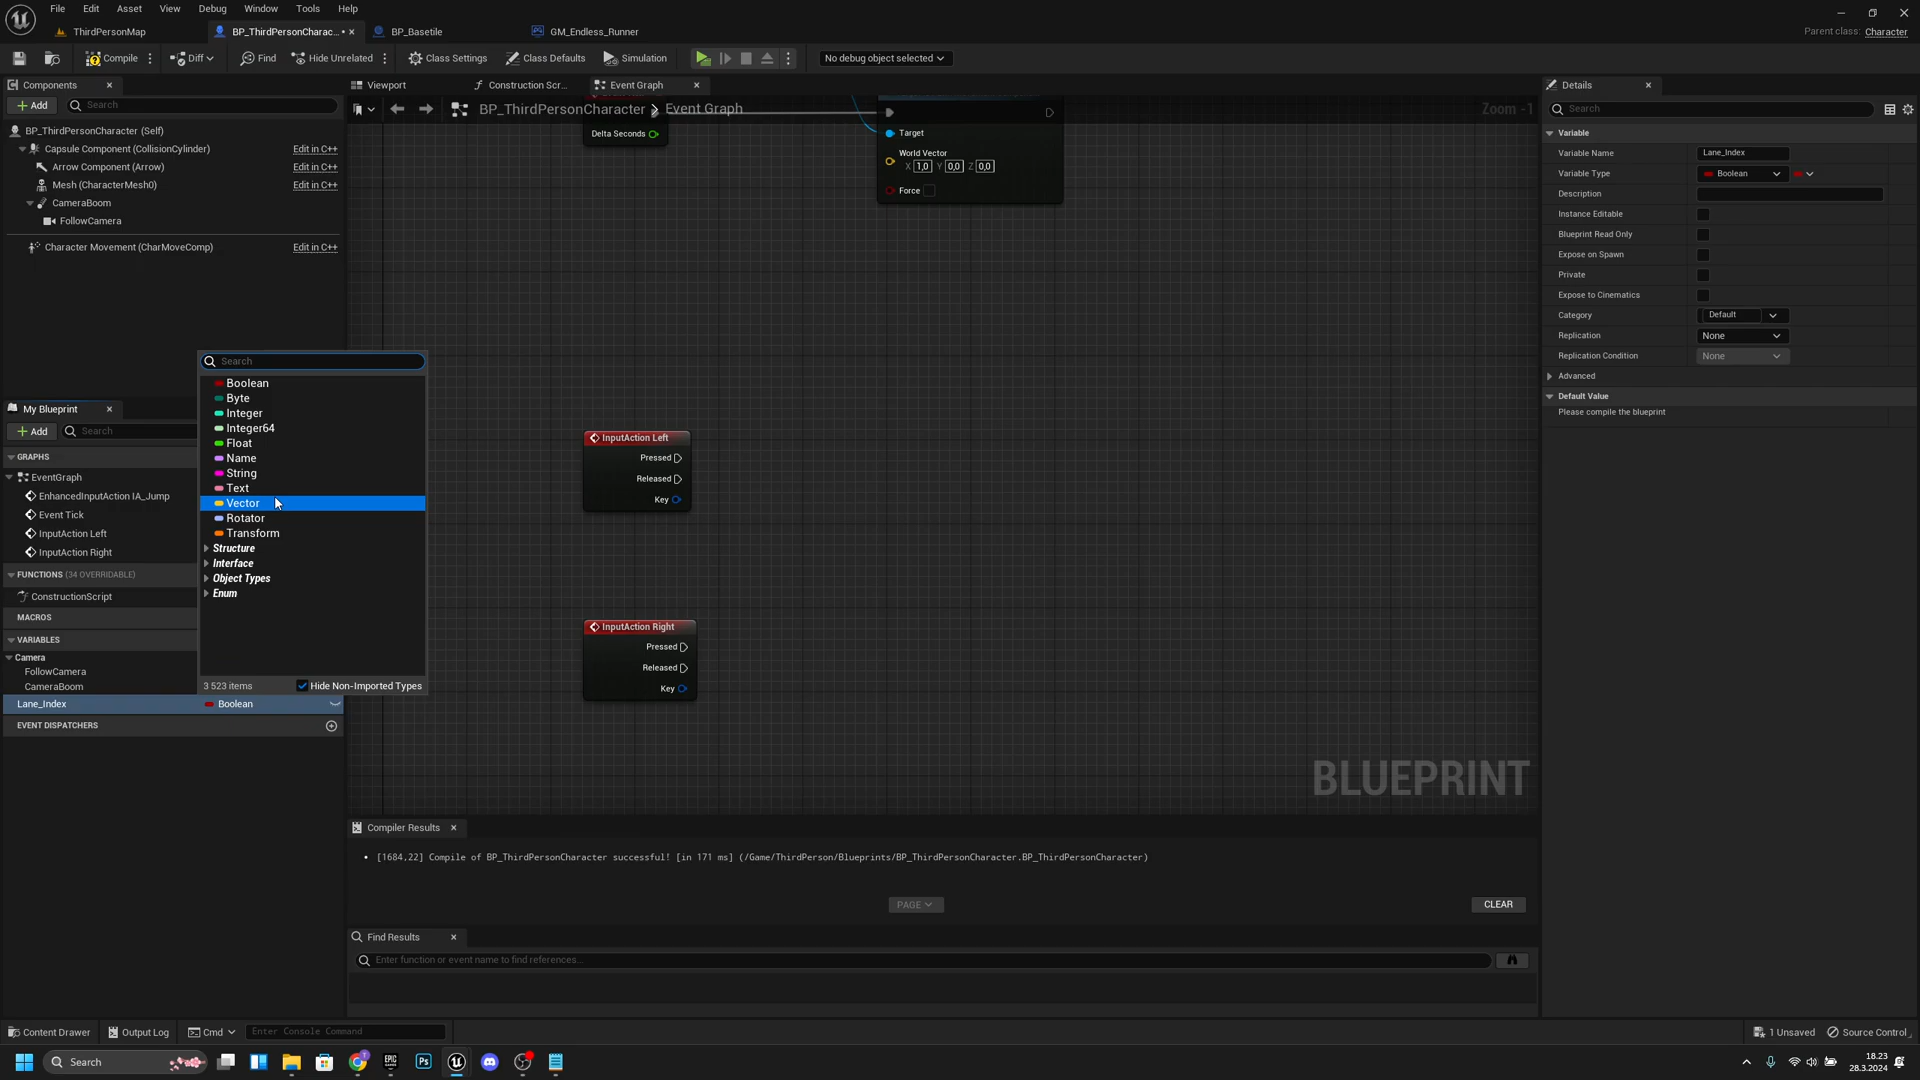 File Edit Asset View Debug Window Tools Help
ThirdPersonMap
BP_ThirdPersonCharac...
BP_Basetile
GM_Endless_Runner
Parent class: Character
Compile
Diff
Find
Hide Unrelated
Class Settings
Class Defaults
Simulation
No debug object selected
Components
Add
Search
BP_ThirdPersonCharacter (Self)
Capsule Component (CollisionCylinder) Edit in C++
Arrow Component (Arrow) Edit in C++
Mesh (CharacterMesh0) Edit in C++
CameraBoom
FollowCamera
Character Movement (CharMoveComp) Edit in C++
My Blueprint
Add
Search
GRAPHS
EventGraph
EnhancedInputAction IA_Jump
Event Tick
InputAction Left
InputAction Right
FUNCTIONS (34 OVERRIDABLE)
ConstructionScript
MACROS
VARIABLES
Camera
FollowCamera
CameraBoom
Lane_Index Boolean
EVENT DISPATCHERS
Search
Boolean
Byte
Integer
Integer64
Float
Name
String
Text
Vector
Rotator
Transform
Structure
Interface
Object Types
Enum
3 523 items
Hide Non-Imported Types
Viewport
Construction Scr...
Event Graph
BP_ThirdPersonCharacter > Event Graph
Zoom -1
Delta Seconds
Target
World Vector
X 1,0 Y 0,0 Z 0,0
Force
InputAction Left
Pressed
Released
Key
InputAction Right
Pressed
Released
Key
BLUEPRINT
Compiler Results
[1684,22] Compile of BP_ThirdPersonCharacter successful! [in 171 ms] (/Game/ThirdPerson/Blueprints/BP_ThirdPersonCharacter.BP_ThirdPersonCharacter)
PAGE
CLEAR
Find Results
Enter function or event name to find references...
Details
Search
Variable
Variable Name Lane_Index
Variable Type Boolean
Description
Instance Editable
Blueprint Read Only
Expose on Spawn
Private
Expose to Cinematics
Category Default
Replication None
Replication Condition None
Advanced
Default Value
Please compile the blueprint
Content Drawer
Output Log
Cmd
Enter Console Command
1 Unsaved
Source Control
Search
EPIC
Ps
18.23
28.3.2024